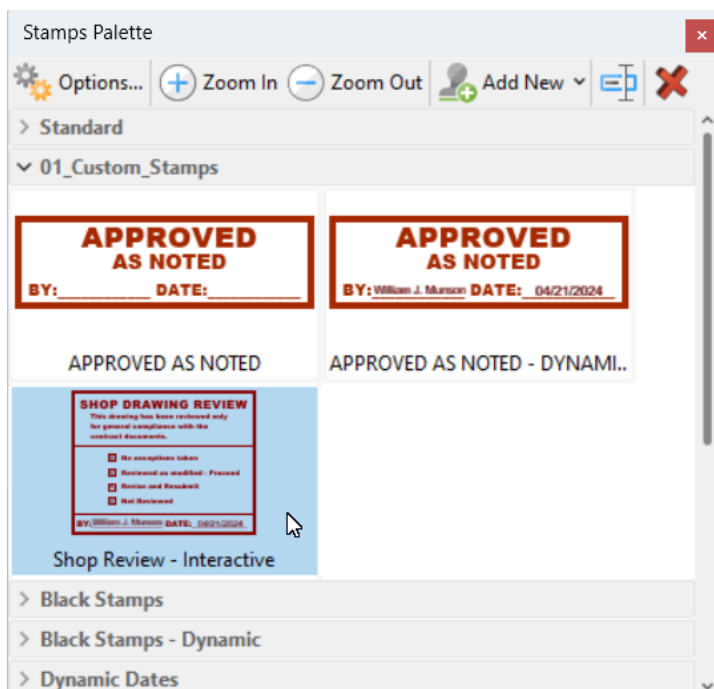 Stamps Palette
Options... Zoom In Zoom Out Add New
Standard
01_Custom_Stamps
APPROVED
AS NOTED
BY:____________ DATE:____________
APPROVED AS NOTED
APPROVED
AS NOTED
BY: William J. Munson DATE: 04/21/2024
APPROVED AS NOTED - DYNAMI..
SHOP DRAWING REVIEW
This drawing has been reviewed only
for general compliance with the
contract documents.
No exceptions taken
Reviewed as modified - Proceed
Revise and Resubmit
Not Reviewed
BY: William J. Munson DATE: 04/21/2024
Shop Review - Interactive
Black Stamps
Black Stamps - Dynamic
Dynamic Dates